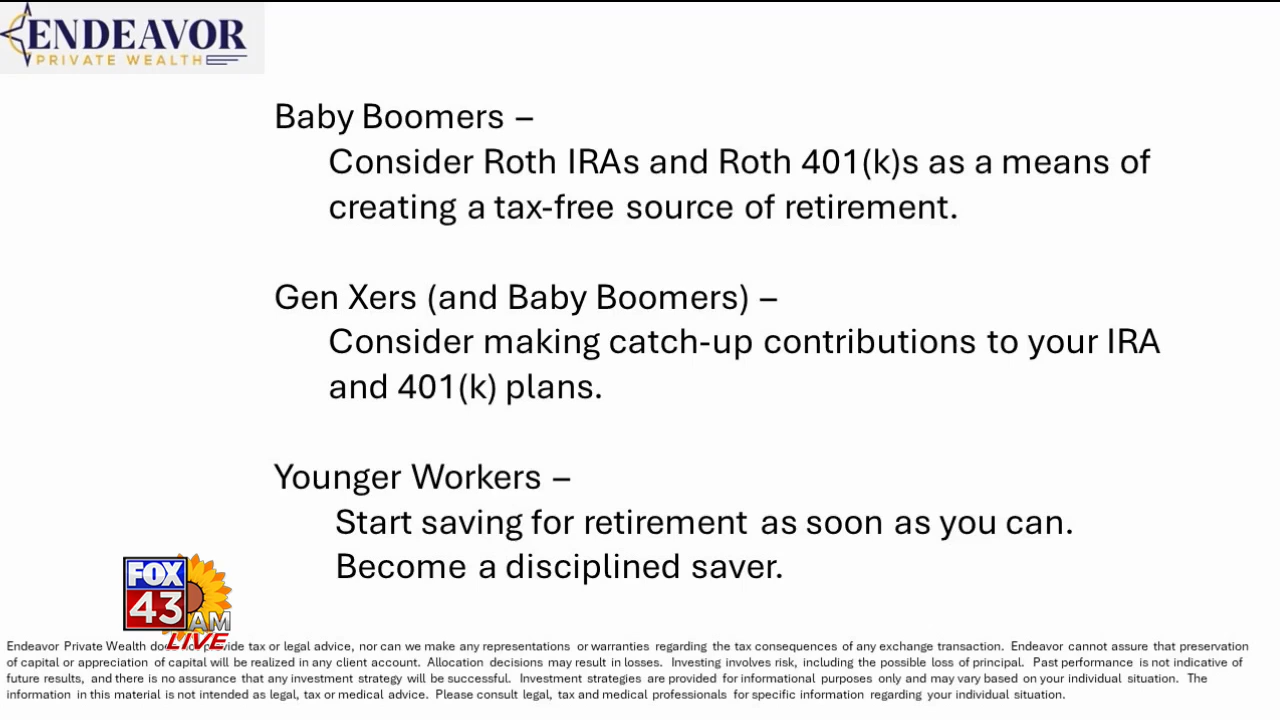 ENDEAVOR
PRIVATE WEALTH
Baby Boomers –
Consider Roth IRAs and Roth 401(k)s as a means of
creating a tax-free source of retirement.
Gen Xers (and Baby Boomers) –
Consider making catch-up contributions to your IRA
and 401(k) plans.
Younger Workers –
Start saving for retirement as soon as you can.
Become a disciplined saver.
FOX
43
AM
LIVE
Endeavor Private Wealth tax or legal advice, nor can we make any representations or warranties regarding the tax consequences of any exchange transaction. Endeavor cannot assure that preservation
of capital or appreciation of capital will be realized in any client account. Allocation decisions may result in losses. Investing involves risk, including the possible loss of principal. Past performance is not indicative of
future results, and there is no assurance that any investment strategy will be successful. Investment strategies are provided for informational purposes only and may vary based on your individual situation. The
information in this material is not intended as legal, tax or medical advice. Please consult legal, tax and medical professionals for specific information regarding your individual situation.